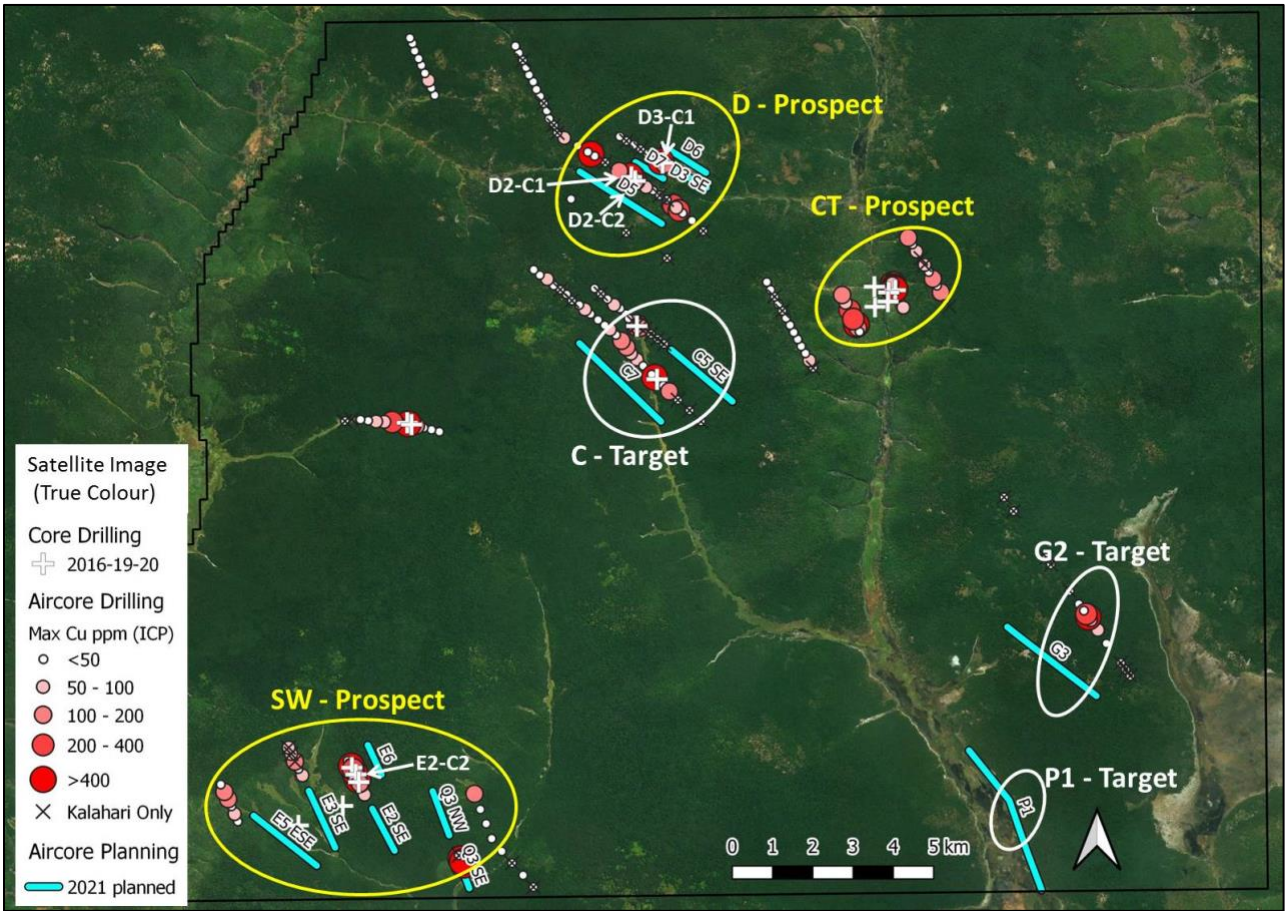 D - Prospect
D3-C1
D6
D7
D3 SE
D2-C1
D5
D2-C2
CT - Prospect
C5 SE
C7
C - Target
Satellite Image
(True Colour)
Core Drilling
2016-19-20
Aircore Drilling
Max Cu ppm (ICP)
<50
50 - 100
100 - 200
200 - 400
>400
Kalahari Only
Aircore Planning
2021 planned
G2 - Target
G3
SW - Prospect
E6
E2-C2
E3 SE
E5 ESE
E2 SE
Q3 NW
Q3 SE
P1 - Target
P1
0 1 2 3 4 5 km